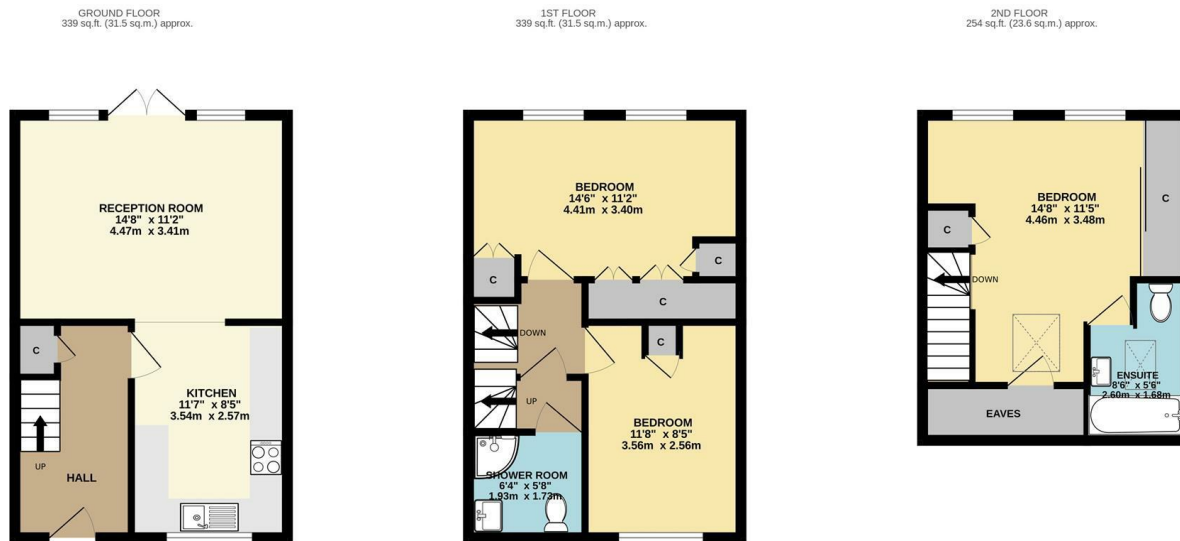 GROUND FLOOR
339 sq.ft. (31.5 sq.m.) approx.
RECEPTION ROOM
14'8" x 11'2"
4.47m x 3.41m
C
KITCHEN
11'7" x 8'5"
3.54m x 2.57m
UP
HALL
1ST FLOOR
339 sq.ft. (31.5 sq.m.) approx.
BEDROOM
14'6" x 11'2"
4.41m x 3.40m
C
C
C
DOWN
C
UP
BEDROOM
11'8" x 8'5"
3.56m x 2.56m
SHOWER ROOM
6'4" x 5'8"
1.93m x 1.73m
2ND FLOOR
254 sq.ft. (23.6 sq.m.) approx.
BEDROOM
14'8" x 11'5"
4.46m x 3.48m
C
C
DOWN
ENSUITE
8'6" x 5'6"
2.60m x 1.68m
EAVES